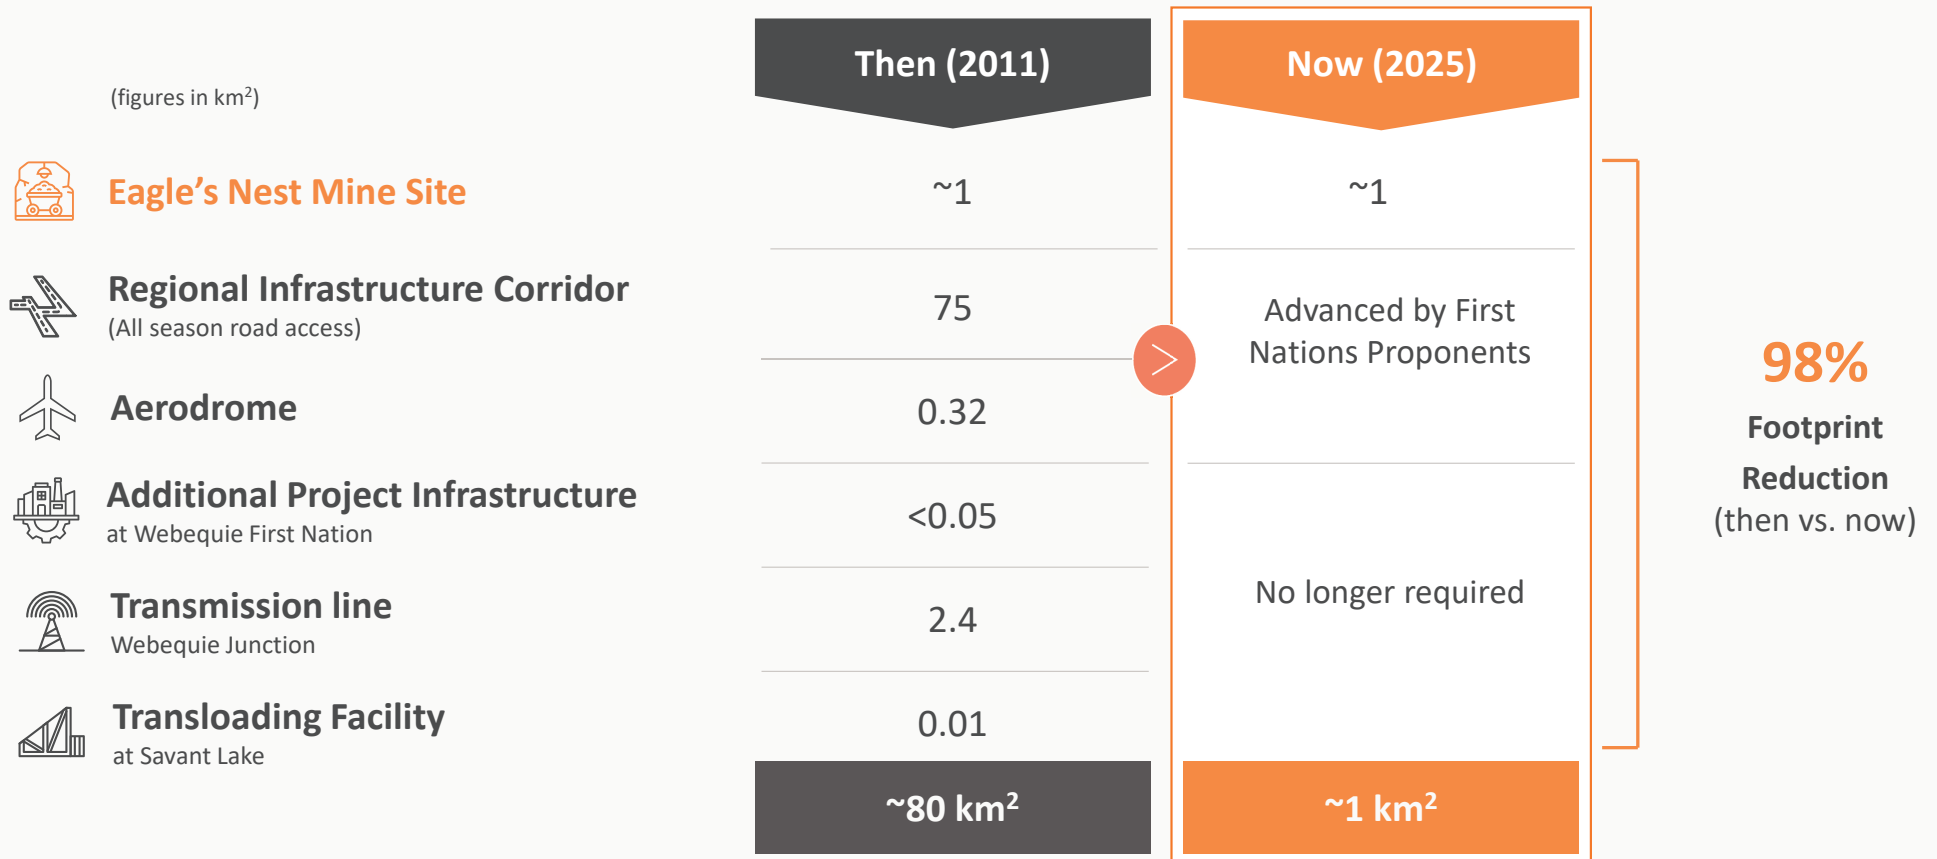 Then (2011)
Now (2025)
(figures in km²)
Eagle’s Nest Mine Site
~1
~1
Regional Infrastructure Corridor
(All season road access)
75
Advanced by First
Nations Proponents
>
Aerodrome
0.32
98%
Footprint
Reduction
(then vs. now)
Additional Project Infrastructure
at Webequie First Nation
<0.05
Transmission line
Webequie Junction
2.4
No longer required
Transloading Facility
at Savant Lake
0.01
~80 km²
~1 km²